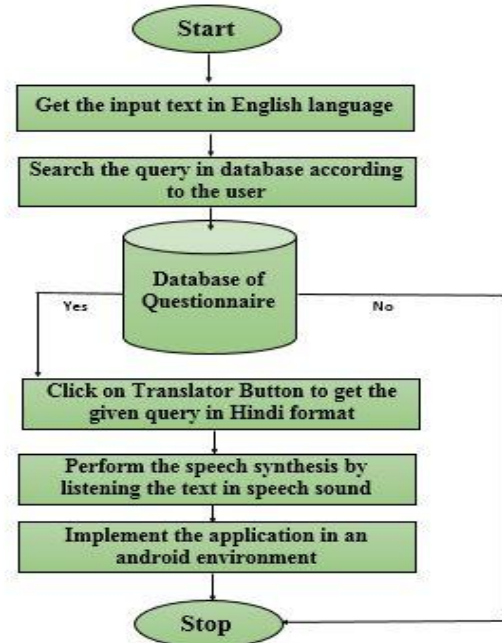 Start
Get the input text in English language
Search the query in database according
to the user
Database of
Questionnaire
Yes
No
Click on Translator Button to get the
given query in Hindi format
Perform the speech synthesis by
listening the text in speech sound
Implement the application in an
android environment
Stop